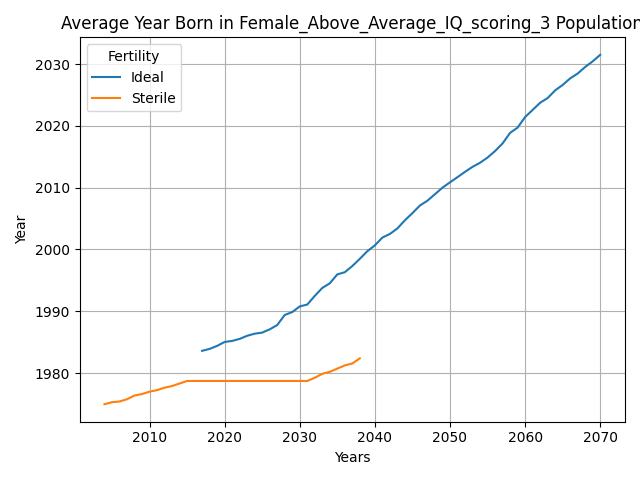 Average Year Born in Female_Above_Average_IQ_scoring_3 Population
Fertility
Ideal
Sterile
2030
2020
2010
2000
1990
1980
Year
2010 2020 2030 2040 2050 2060 2070
Years